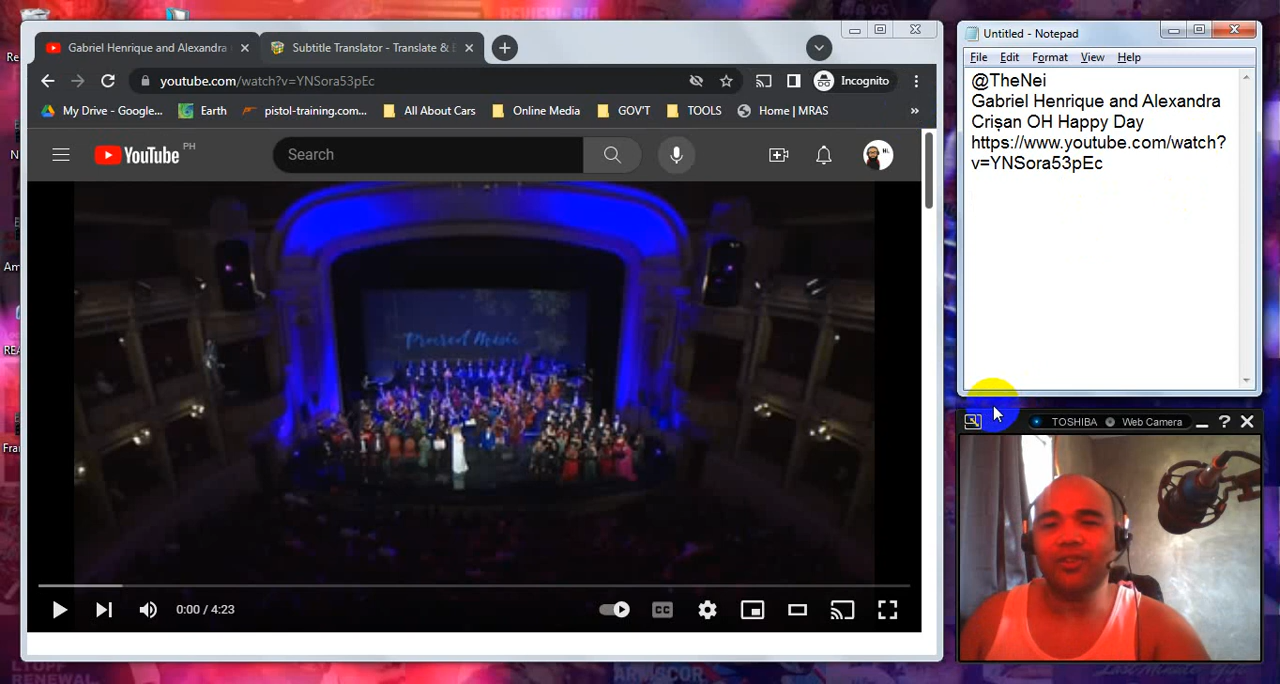 Gabriel Henrique and Alexandra
Subtitle Translator - Translate &
youtube.com/watch?v=YNSora53pEc
Incognito
My Drive - Google...
Earth
pistol-training.com...
All About Cars
Online Media
GOV'T
TOOLS
Home | MRAS
»
YouTube PH
Search
0:00 / 4:23
CC
Untitled - Notepad
File Edit Format View Help
@TheNei
Gabriel Henrique and Alexandra
Crișan OH Happy Day
https://www.youtube.com/watch?
v=YNSora53pEc
TOSHIBA Web Camera
RENEWAL
ARMSCOR